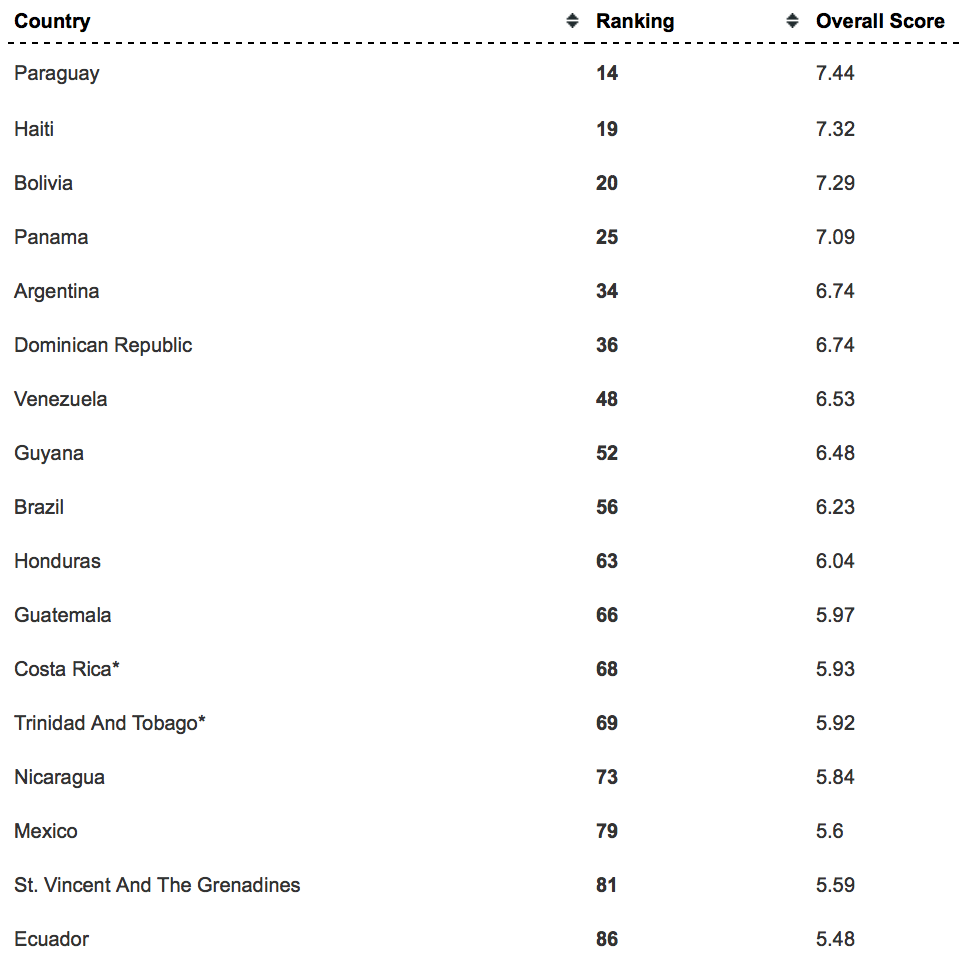 Country Ranking Overall Score
Paraguay 14 7.44
Haiti 19 7.32
Bolivia 20 7.29
Panama 25 7.09
Argentina 34 6.74
Dominican Republic 36 6.74
Venezuela 48 6.53
Guyana 52 6.48
Brazil 56 6.23
Honduras 63 6.04
Guatemala 66 5.97
Costa Rica* 68 5.93
Trinidad And Tobago* 69 5.92
Nicaragua 73 5.84
Mexico 79 5.6
St. Vincent And The Grenadines 81 5.59
Ecuador 86 5.48